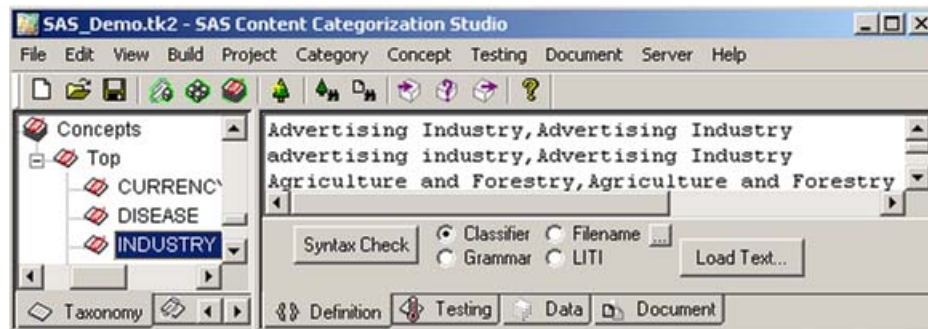 SAS_Demo.tk2 - SAS Content Categorization Studio
File Edit View Build Project Category Concept Testing Document Server Help
Concepts
Top
CURRENC
DISEASE
INDUSTRY
Advertising Industry,Advertising Industry
advertising industry,Advertising Industry
Agriculture and Forestry,Agriculture and Forestry
Syntax Check
Classifier Filename ...
Grammar LITI
Load Text...
Taxonomy
Definition Testing Data Document